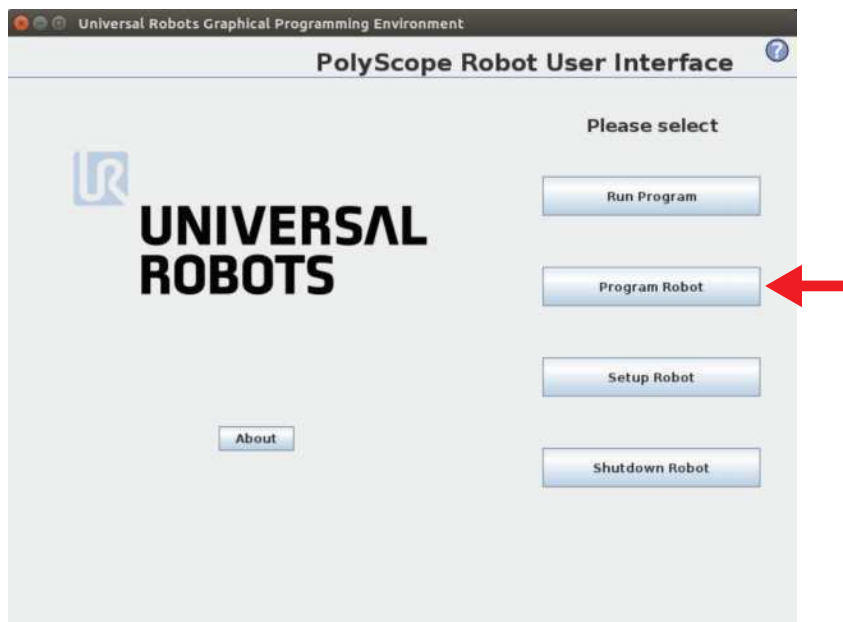 Universal Robots Graphical Programming Environment
PolyScope Robot User Interface
?
Please select
UR
UNIVERSAL
ROBOTS
Run Program
Program Robot
Setup Robot
About
Shutdown Robot